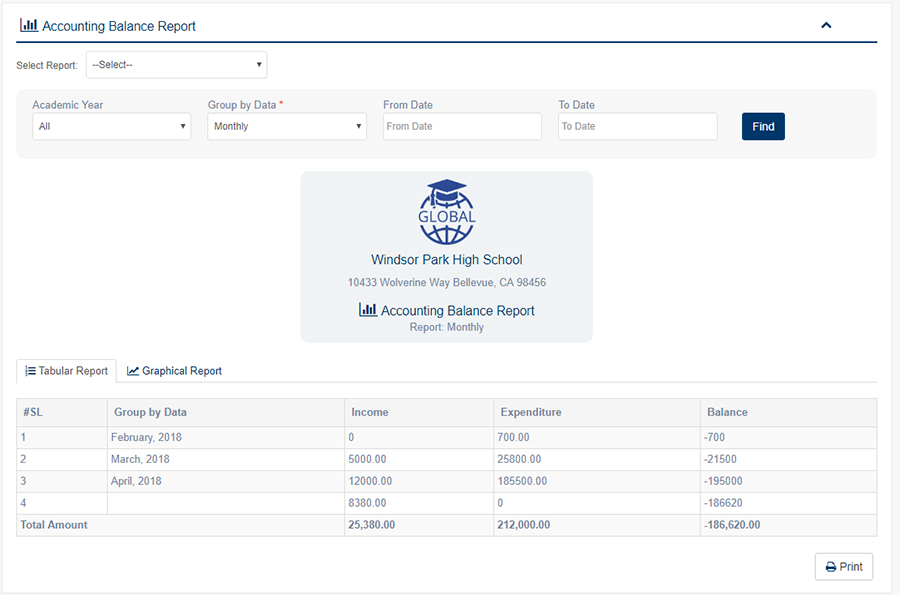 Accounting Balance Report
Select Report: --Select--
Academic Year Group by Data * From Date To Date
All Monthly From Date To Date Find
GLOBAL
Windsor Park High School
10433 Wolverine Way Bellevue, CA 98456
Accounting Balance Report
Report: Monthly
Tabular Report Graphical Report
#SL Group by Data Income Expenditure Balance
1 February, 2018 0 700.00 -700
2 March, 2018 5000.00 25800.00 -21500
3 April, 2018 12000.00 185500.00 -195000
4 8380.00 0 -186620
Total Amount 25,380.00 212,000.00 -186,620.00
Print